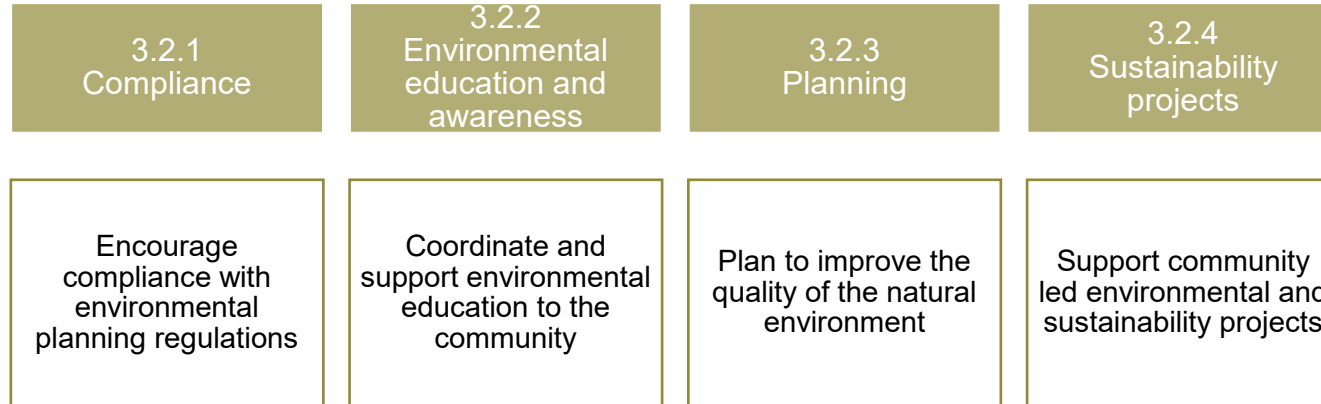 3.2.1
Compliance
3.2.2
Environmental
education and
awareness
3.2.3
Planning
3.2.4
Sustainability
projects
Encourage
compliance with
environmental
planning regulations
Coordinate and
support environmental
education to the
community
Plan to improve the
quality of the natural
environment
Support community
led environmental and
sustainability projects